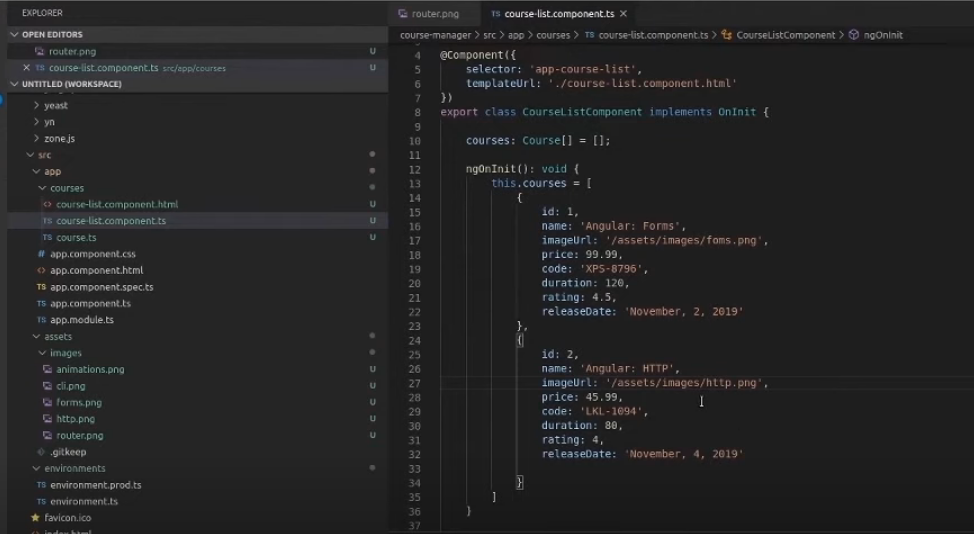 EXPLORER
OPEN EDITORS
router.png U
× TS course-list.component.ts src/app/courses U
UNTITLED (WORKSPACE)
> yeast
> yn
> zone.js
src
app
courses
<> course-list.component.html U
TS course-list.component.ts U
TS course.ts U
# app.component.css
<> app.component.html
TS app.component.spec.ts
TS app.component.ts
TS app.module.ts
assets
images
animations.png U
cli.png U
forms.png U
http.png U
router.png U
.gitkeep
environments
TS environment.prod.ts
TS environment.ts
favicon.ico
index.html
router.png
TS course-list.component.ts ×
course-manager > src > app > courses > TS course-list.component.ts > CourseListComponent > ngOnInit
4 @Component({
5 selector: 'app-course-list',
6 templateUrl: './course-list.component.html'
7 })
8 export class CourseListComponent implements OnInit {
9
10 courses: Course[] = [];
11
12 ngOnInit(): void {
13 this.courses = [
14 {
15 id: 1,
16 name: 'Angular: Forms',
17 imageUrl: '/assets/images/foms.png',
18 price: 99.99,
19 code: 'XPS-8796',
20 duration: 120,
21 rating: 4.5,
22 releaseDate: 'November, 2, 2019'
23 },
24 {
25 id: 2,
26 name: 'Angular: HTTP',
27 imageUrl: '/assets/images/http.png',
28 price: 45.99,
29 code: 'LKL-1094',
30 duration: 80,
31 rating: 4,
32 releaseDate: 'November, 4, 2019'
33
34 }
35 ]
36 }
37